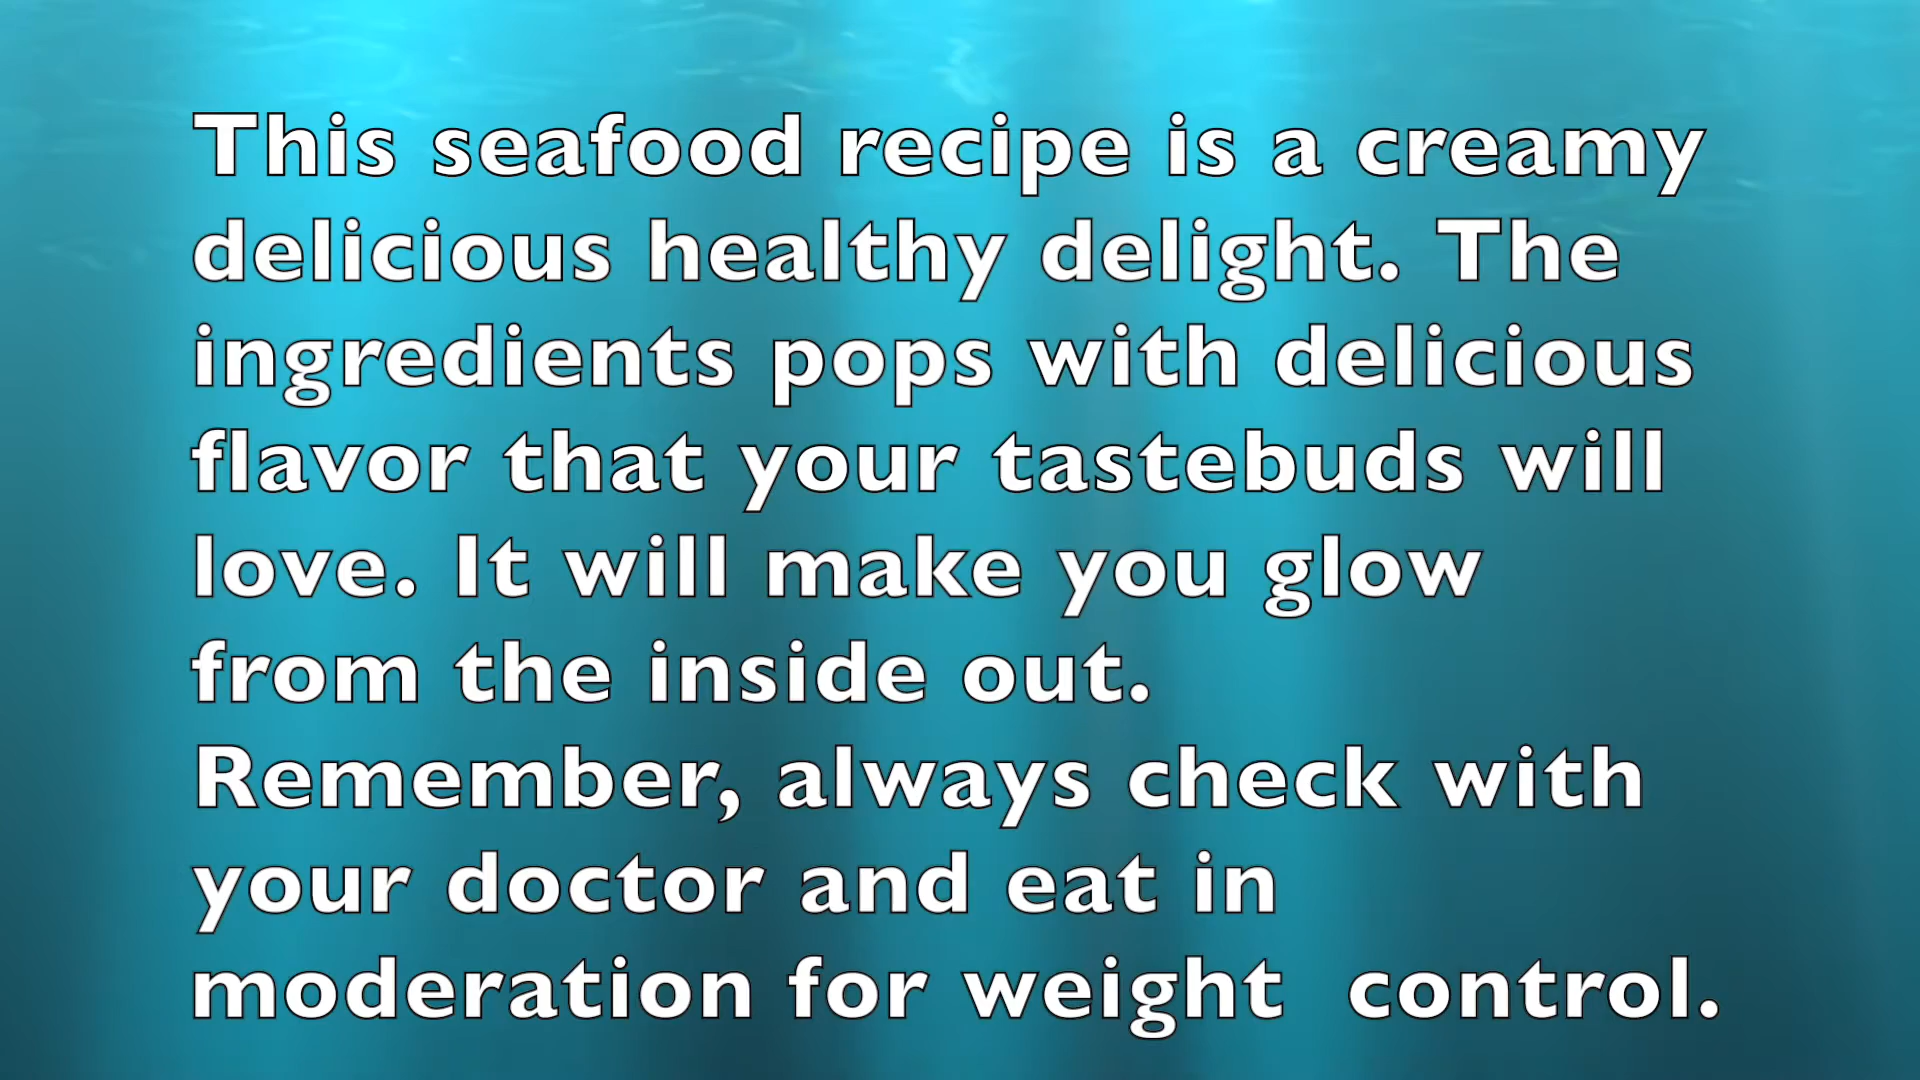 This seafood recipe is a creamy
delicious healthy delight. The
ingredients pops with delicious
flavor that your tastebuds will
love. It will make you glow
from the inside out.
Remember, always check with
your doctor and eat in
moderation for weight  control.